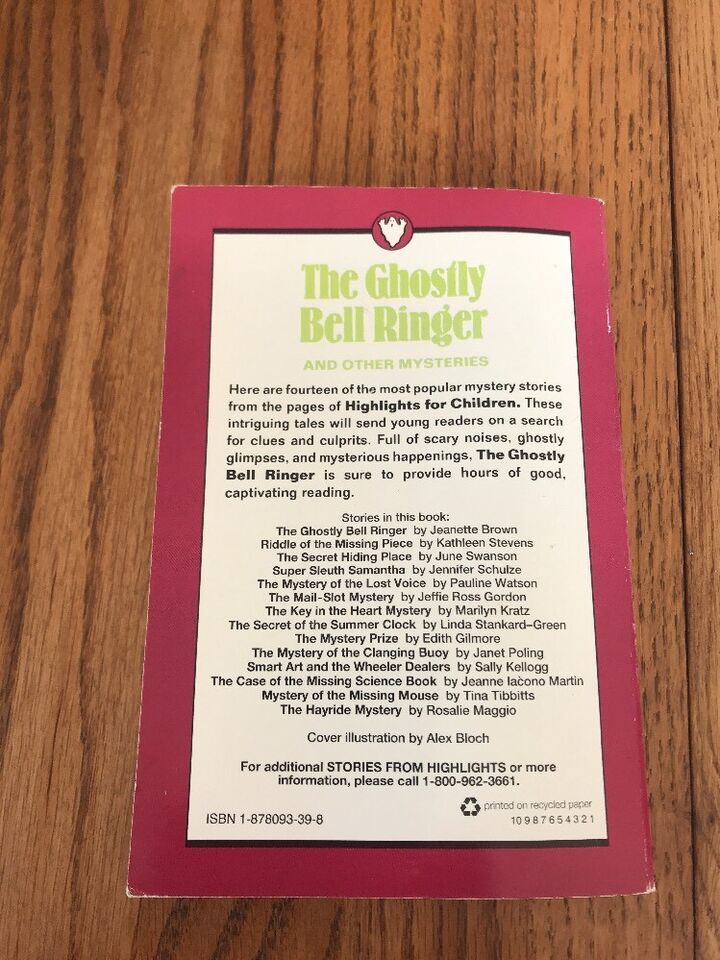 The Ghostly
Bell Ringer
AND OTHER MYSTERIES
Here are fourteen of the most popular mystery stories
from the pages of Highlights for Children. These
intriguing tales will send young readers on a search
for clues and culprits. Full of scary noises, ghostly
glimpses, and mysterious happenings, The Ghostly
Bell Ringer is sure to provide hours of good,
captivating reading.
Stories in this book:
The Ghostly Bell Ringer by Jeanette Brown
Riddle of the Missing Piece by Kathleen Stevens
The Secret Hiding Place by June Swanson
Super Sleuth Samantha by Jennifer Schulze
The Mystery of the Lost Voice by Pauline Watson
The Mail-Slot Mystery by Jeffie Ross Gordon
The Key in the Heart Mystery by Marilyn Kratz
The Secret of the Summer Clock by Linda Stankard–Green
The Mystery Prize by Edith Gilmore
The Mystery of the Clanging Buoy by Janet Poling
Smart Art and the Wheeler Dealers by Sally Kellogg
The Case of the Missing Science Book by Jeanne Iacono Martin
Mystery of the Missing Mouse by Tina Tibbitts
The Hayride Mystery by Rosalie Maggio
Cover illustration by Alex Bloch
For additional STORIES FROM HIGHLIGHTS or more
information, please call 1-800-962-3661.
printed on recycled paper
ISBN 1-878093-39-8
10 9 8 7 6 5 4 3 2 1